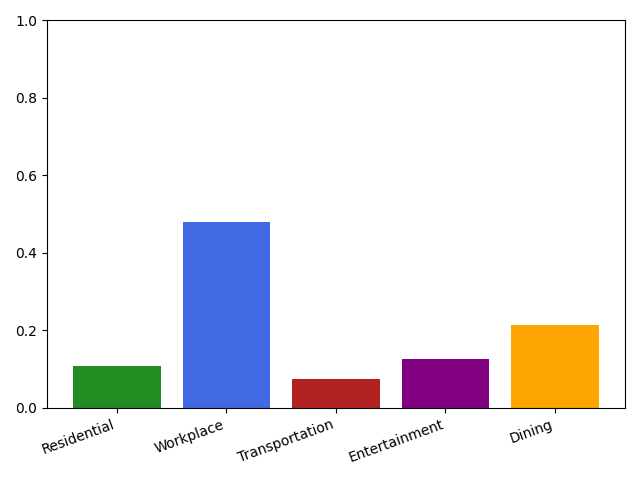 1.0
0.8
0.6
0.4
0.2
0.0
Residential
Workplace
Transportation
Entertainment
Dining